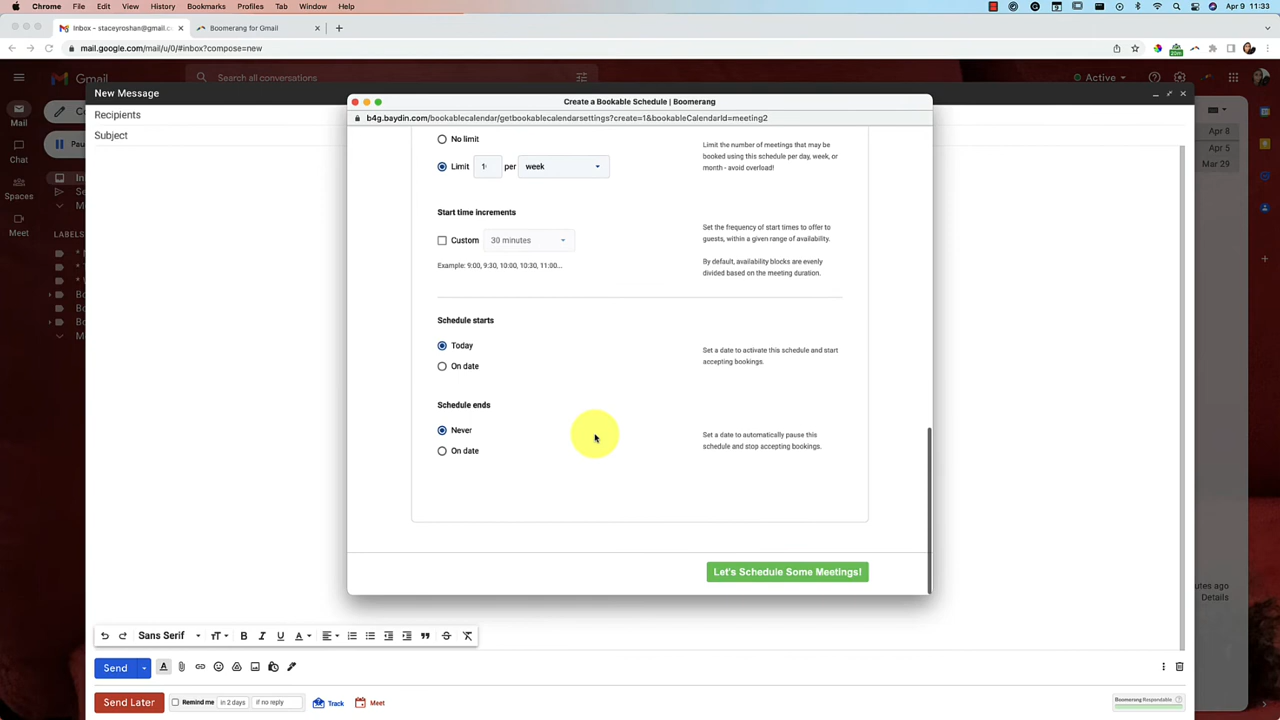 Chrome File Edit View History Bookmarks Profiles Tab Window Help Apr 9 11:33
Inbox - staceyroshan@gmail.c Boomerang for Gmail
mail.google.com/mail/u/0/#inbox?compose=new
Gmail Search all conversations Active
New Message
Recipients
Subject
Mail
Chat
Spaces
Meet
LABELS
Apr 8
Apr 5
Mar 29
Create a Bookable Schedule | Boomerang
b4g.baydin.com/bookablecalendar/getbookablecalendarsettings?create=1&bookableCalendarId=meeting2
No limit
Limit per week
Limit the number of meetings that may be
booked using this schedule per day, week, or
month - avoid overload!
Start time increments
Custom 30 minutes
Example: 9:00, 9:30, 10:00, 10:30, 11:00...
Set the frequency of start times to offer to
guests, within a given range of availability.
By default, availability blocks are evenly
divided based on the meeting duration.
Schedule starts
Today
On date
Set a date to activate this schedule and start
accepting bookings.
Schedule ends
Never
On date
Set a date to automatically pause this
schedule and stop accepting bookings.
Let's Schedule Some Meetings!
utes ago
Details
Sans Serif
Send
Send Later Remind me in 2 days if no reply Track Meet
Boomerang Respondable